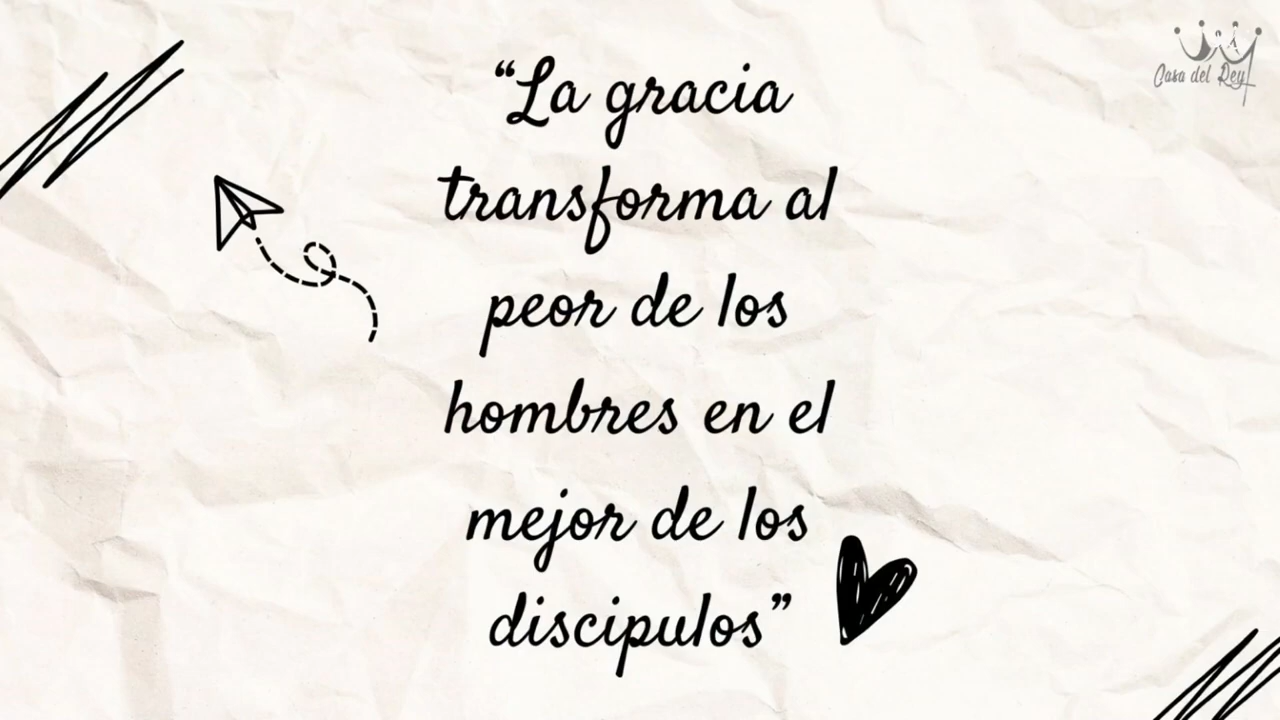 “La gracia
transforma al
peor de los
hombres en el
mejor de los
discipulos”
Casa del Rey